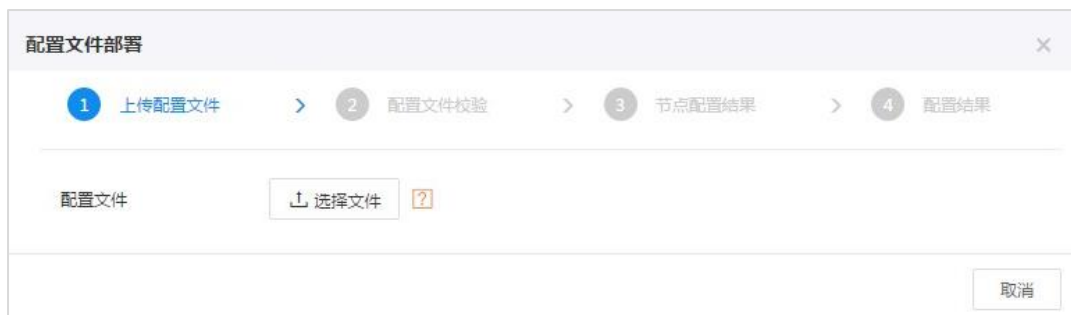 配置文件部署
1 上传配置文件 > 2 配置文件校验 > 3 节点配置结果 > 4 配置结果
配置文件 选择文件 ?
取消